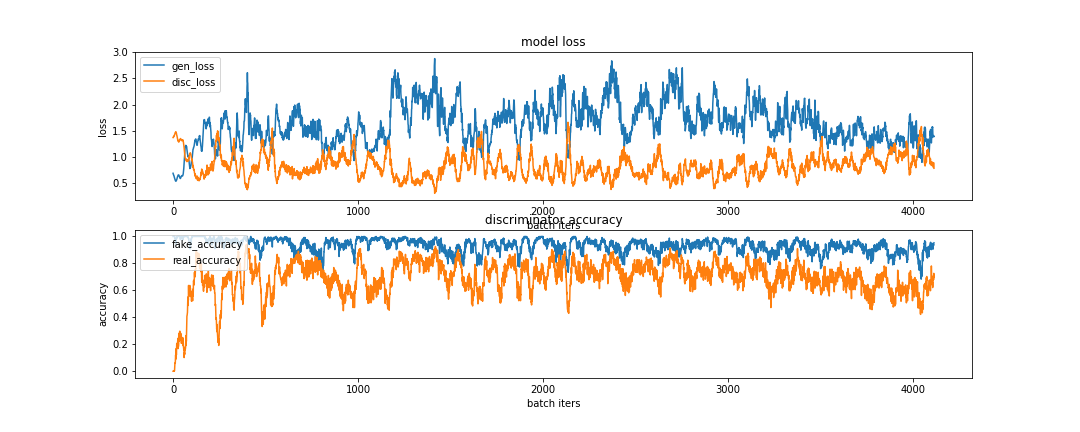 model loss
3.0
2.5
2.0
1.5
1.0
0.5
loss
gen_loss
disc_loss
0
1000
2000
3000
4000
batch iters
discriminator accuracy
1.0
0.8
0.6
0.4
0.2
0.0
accuracy
fake_accuracy
real_accuracy
0
1000
2000
3000
4000
batch iters